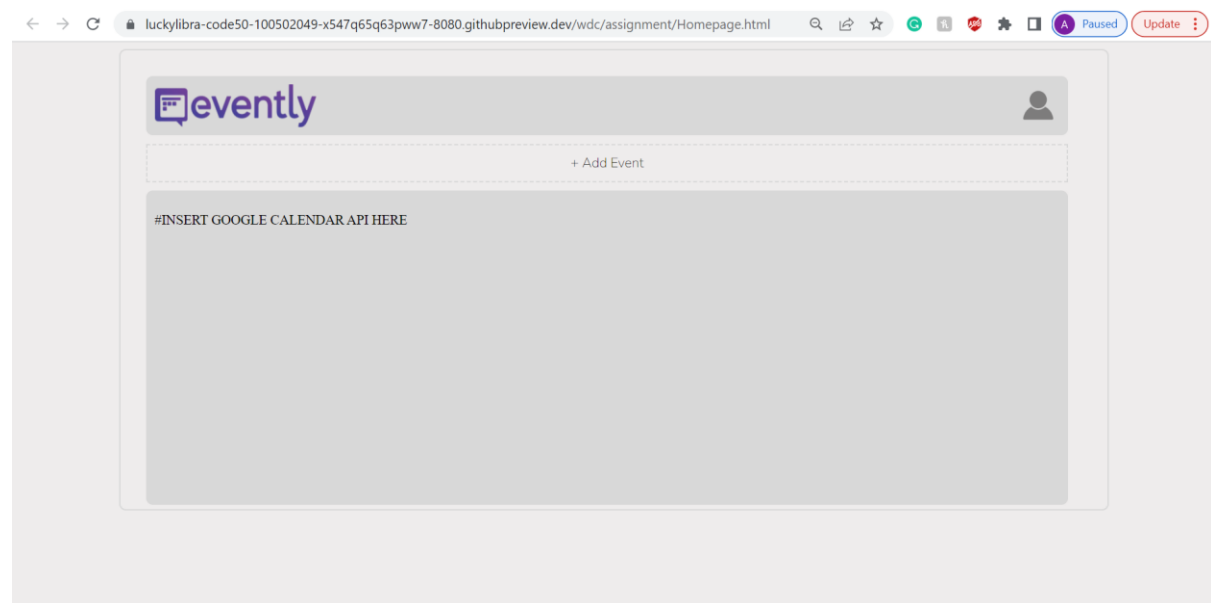 luckylibra-code50-100502049-x547q65q63pww7-8080.githubpreview.dev/wdc/assignment/Homepage.html
A Paused Update
evently
+ Add Event
#INSERT GOOGLE CALENDAR API HERE